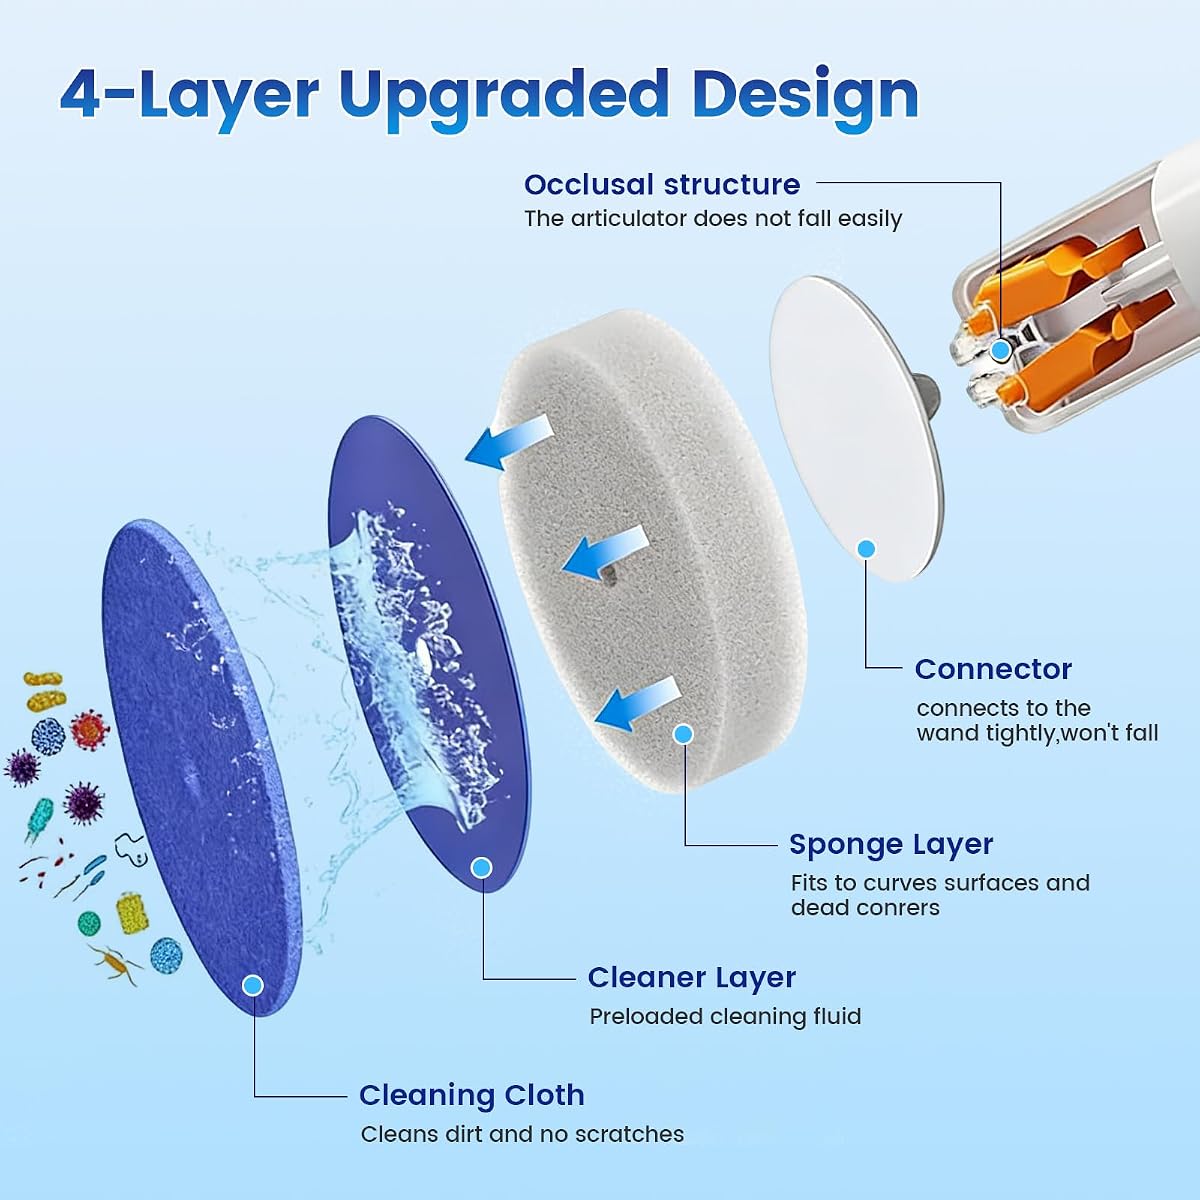 4-Layer Upgraded Design
Occlusal structure
The articulator does not fall easily
Connector
connects to the
wand tightly,won't fall
Sponge Layer
Fits to curves surfaces and
dead conrers
Cleaner Layer
Preloaded cleaning fluid
Cleaning Cloth
Cleans dirt and no scratches